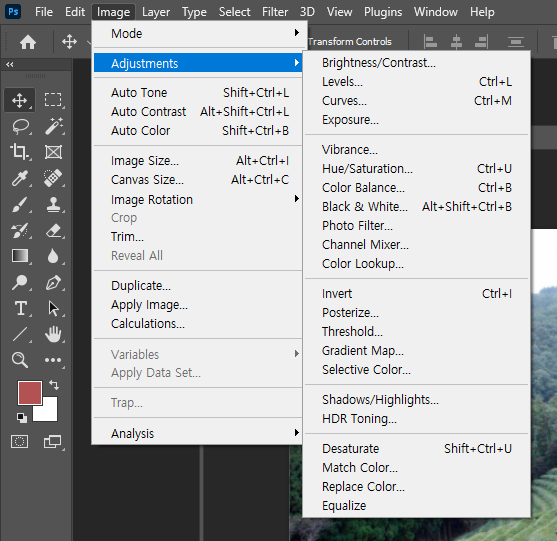 Ps File Edit Image Layer Type Select Filter 3D View Plugins Window Help
Transform Controls
Mode
Adjustments
Auto Tone Shift+Ctrl+L
Auto Contrast Alt+Shift+Ctrl+L
Auto Color Shift+Ctrl+B
Image Size... Alt+Ctrl+I
Canvas Size... Alt+Ctrl+C
Image Rotation
Crop
Trim...
Reveal All
Duplicate...
Apply Image...
Calculations...
Variables
Apply Data Set...
Trap...
Analysis
Brightness/Contrast...
Levels... Ctrl+L
Curves... Ctrl+M
Exposure...
Vibrance...
Hue/Saturation... Ctrl+U
Color Balance... Ctrl+B
Black & White... Alt+Shift+Ctrl+B
Photo Filter...
Channel Mixer...
Color Lookup...
Invert Ctrl+I
Posterize...
Threshold...
Gradient Map...
Selective Color...
Shadows/Highlights...
HDR Toning...
Desaturate Shift+Ctrl+U
Match Color...
Replace Color...
Equalize